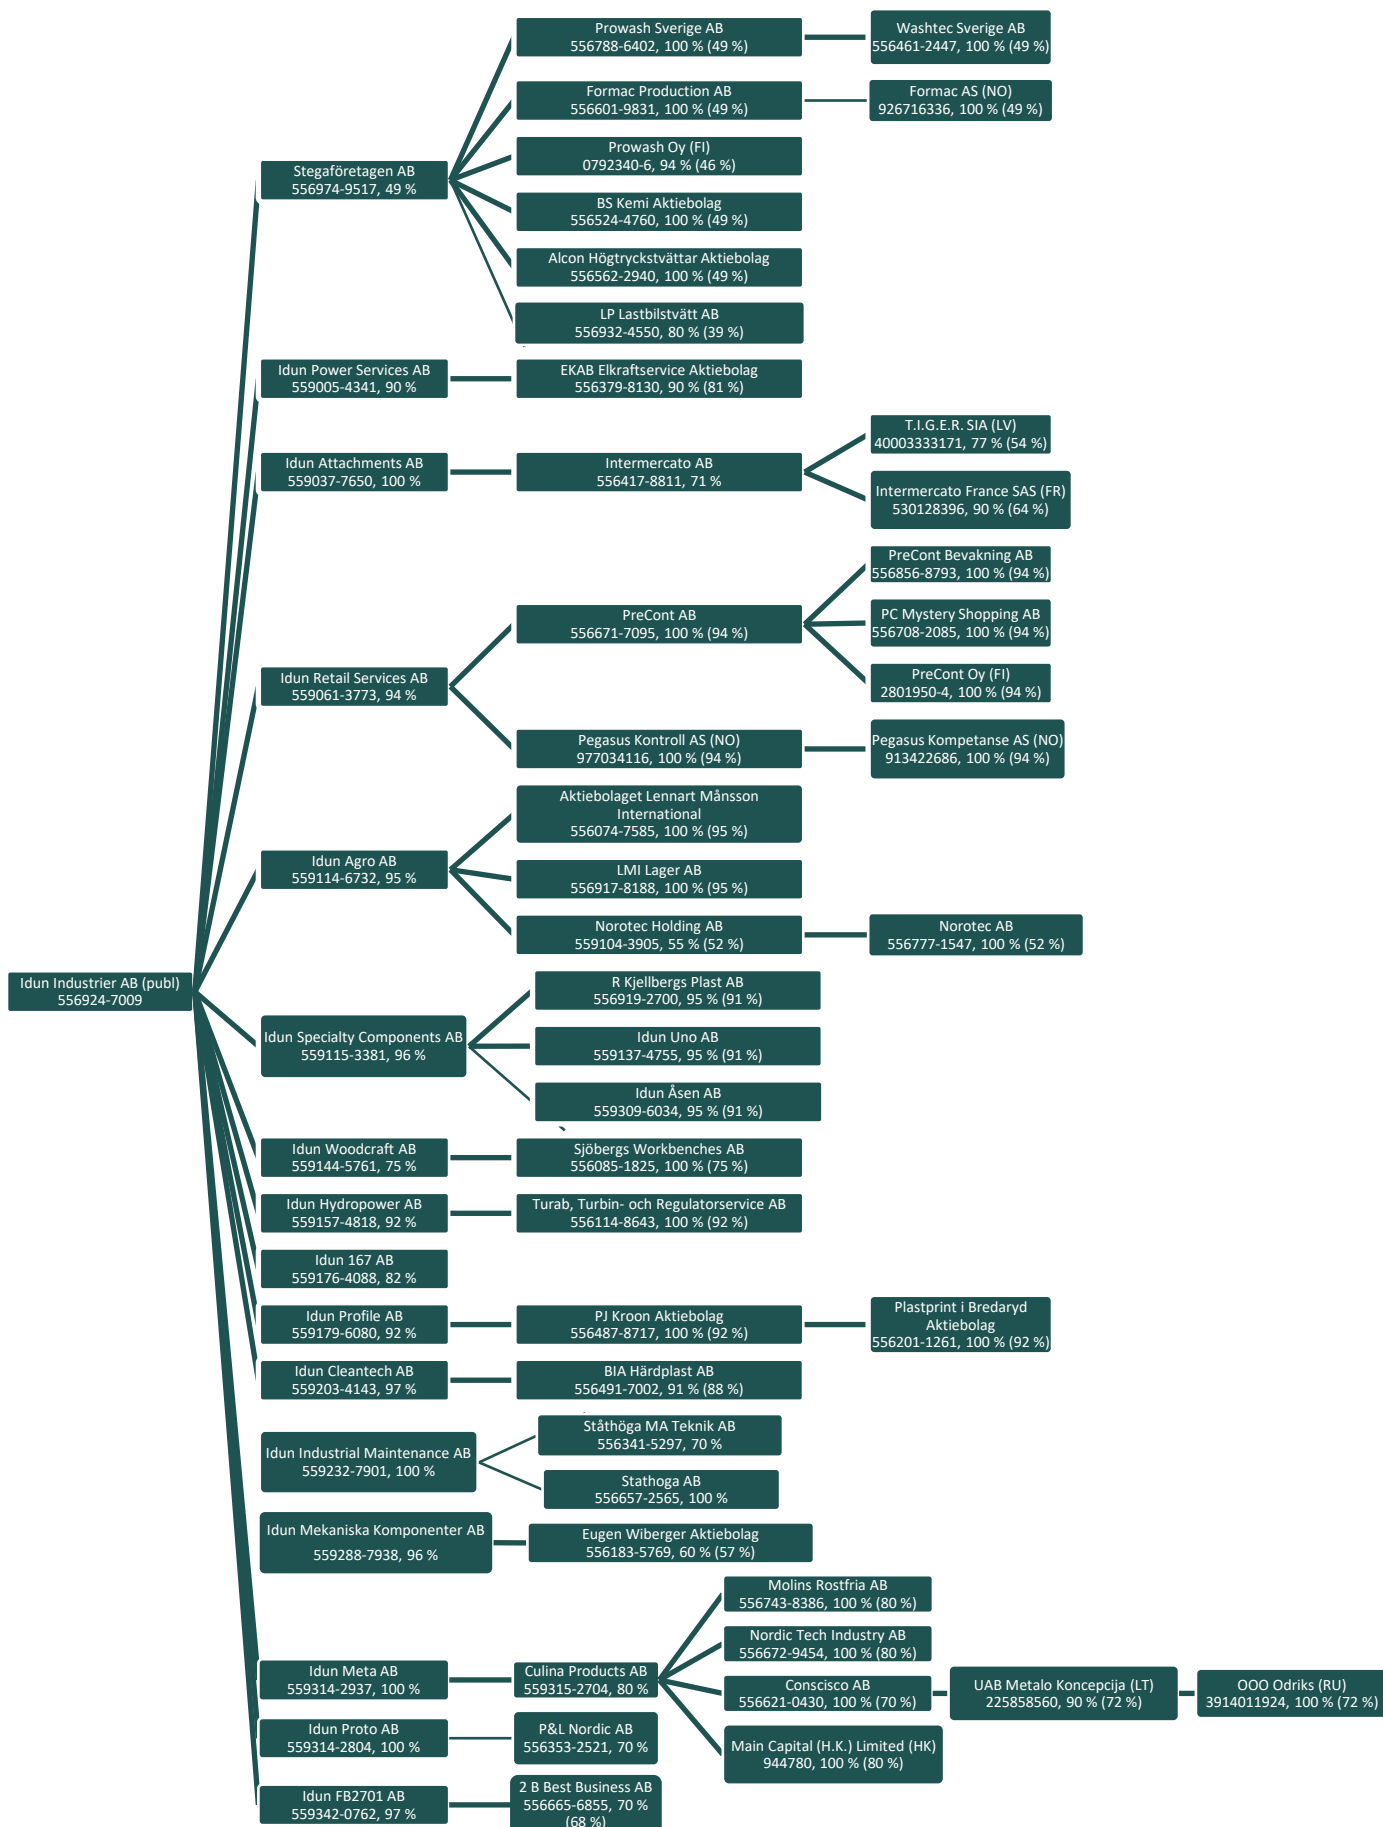 Prowash Sverige AB
556788-6402, 100 % (49 %)
Washtec Sverige AB
556461-2447, 100 % (49 %)
Formac Production AB
556601-9831, 100 % (49 %)
Formac AS (NO)
926716336, 100 % (49 %)
Prowash Oy (FI)
0792340-6, 94 % (46 %)
Stegaföretagen AB
556974-9517, 49 %
BS Kemi Aktiebolag
556524-4760, 100 % (49 %)
Alcon Högtryckstvättar Aktiebolag
556562-2940, 100 % (49 %)
LP Lastbilstvätt AB
556932-4550, 80 % (39 %)
Idun Power Services AB
559005-4341, 90 %
EKAB Elkraftservice Aktiebolag
556379-8130, 90 % (81 %)
T.I.G.E.R. SIA (LV)
40003333171, 77 % (54 %)
Idun Attachments AB
559037-7650, 100 %
Intermercato AB
556417-8811, 71 %
Intermercato France SAS (FR)
530128396, 90 % (64 %)
PreCont Bevakning AB
556856-8793, 100 % (94 %)
PreCont AB
556671-7095, 100 % (94 %)
PC Mystery Shopping AB
556708-2085, 100 % (94 %)
Idun Retail Services AB
559061-3773, 94 %
PreCont Oy (FI)
2801950-4, 100 % (94 %)
Pegasus Kontroll AS (NO)
977034116, 100 % (94 %)
Pegasus Kompetanse AS (NO)
913422686, 100 % (94 %)
Aktiebolaget Lennart Månsson
International
556074-7585, 100 % (95 %)
Idun Agro AB
559114-6732, 95 %
LMI Lager AB
556917-8188, 100 % (95 %)
Norotec Holding AB
559104-3905, 55 % (52 %)
Norotec AB
556777-1547, 100 % (52 %)
Idun Industrier AB (publ)
556924-7009
R Kjellbergs Plast AB
556919-2700, 95 % (91 %)
Idun Specialty Components AB
559115-3381, 96 %
Idun Uno AB
559137-4755, 95 % (91 %)
Idun Åsen AB
559309-6034, 95 % (91 %)
Idun Woodcraft AB
559144-5761, 75 %
Sjöbergs Workbenches AB
556085-1825, 100 % (75 %)
Idun Hydropower AB
559157-4818, 92 %
Turab, Turbin- och Regulatorservice AB
556114-8643, 100 % (92 %)
Idun 167 AB
559176-4088, 82 %
Idun Profile AB
559179-6080, 92 %
PJ Kroon Aktiebolag
556487-8717, 100 % (92 %)
Plastprint i Bredaryd
Aktiebolag
556201-1261, 100 % (92 %)
Idun Cleantech AB
559203-4143, 97 %
BIA Härdplast AB
556491-7002, 91 % (88 %)
Ståthöga MA Teknik AB
556341-5297, 70 %
Idun Industrial Maintenance AB
559232-7901, 100 %
Stathoga AB
556657-2565, 100 %
Idun Mekaniska Komponenter AB
559288-7938, 96 %
Eugen Wiberger Aktiebolag
556183-5769, 60 % (57 %)
Molins Rostfria AB
556743-8386, 100 % (80 %)
Nordic Tech Industry AB
556672-9454, 100 % (80 %)
Idun Meta AB
559314-2937, 100 %
Culina Products AB
559315-2704, 80 %
Conscisco AB
556621-0430, 100 % (70 %)
UAB Metalo Koncepcija (LT)
225858560, 90 % (72 %)
OOO Odriks (RU)
3914011924, 100 % (72 %)
Idun Proto AB
559314-2804, 100 %
P&L Nordic AB
556353-2521, 70 %
Main Capital (H.K.) Limited (HK)
944780, 100 % (80 %)
Idun FB2701 AB
559342-0762, 97 %
2 B Best Business AB
556665-6855, 70 %
(68 %)